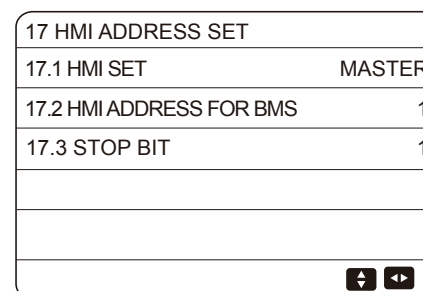 17 HMI ADDRESS SET
17.1 HMI SET MASTER
17.2 HMI ADDRESS FOR BMS 1
17.3 STOP BIT 1